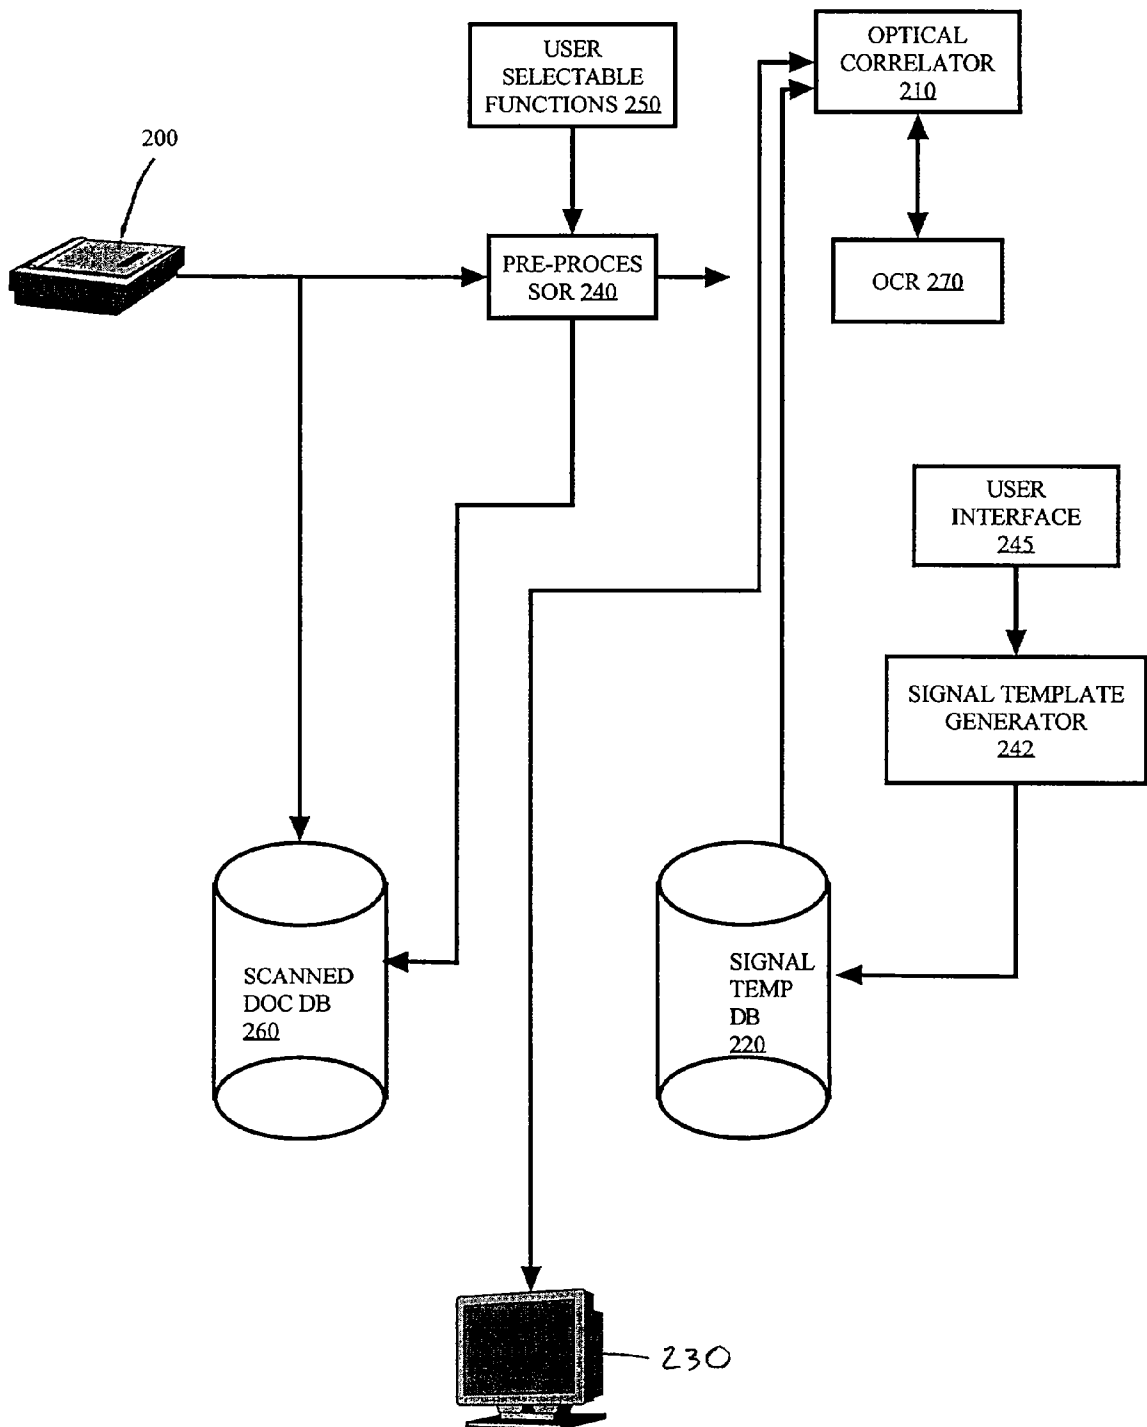 USER
SELECTABLE
FUNCTIONS 250
OPTICAL
CORRELATOR
210
200
PRE-PROCES
SOR 240
OCR 270
USER
INTERFACE
245
SIGNAL TEMPLATE
GENERATOR
242
SCANNED
DOC DB
260
SIGNAL
TEMP
DB
220
230